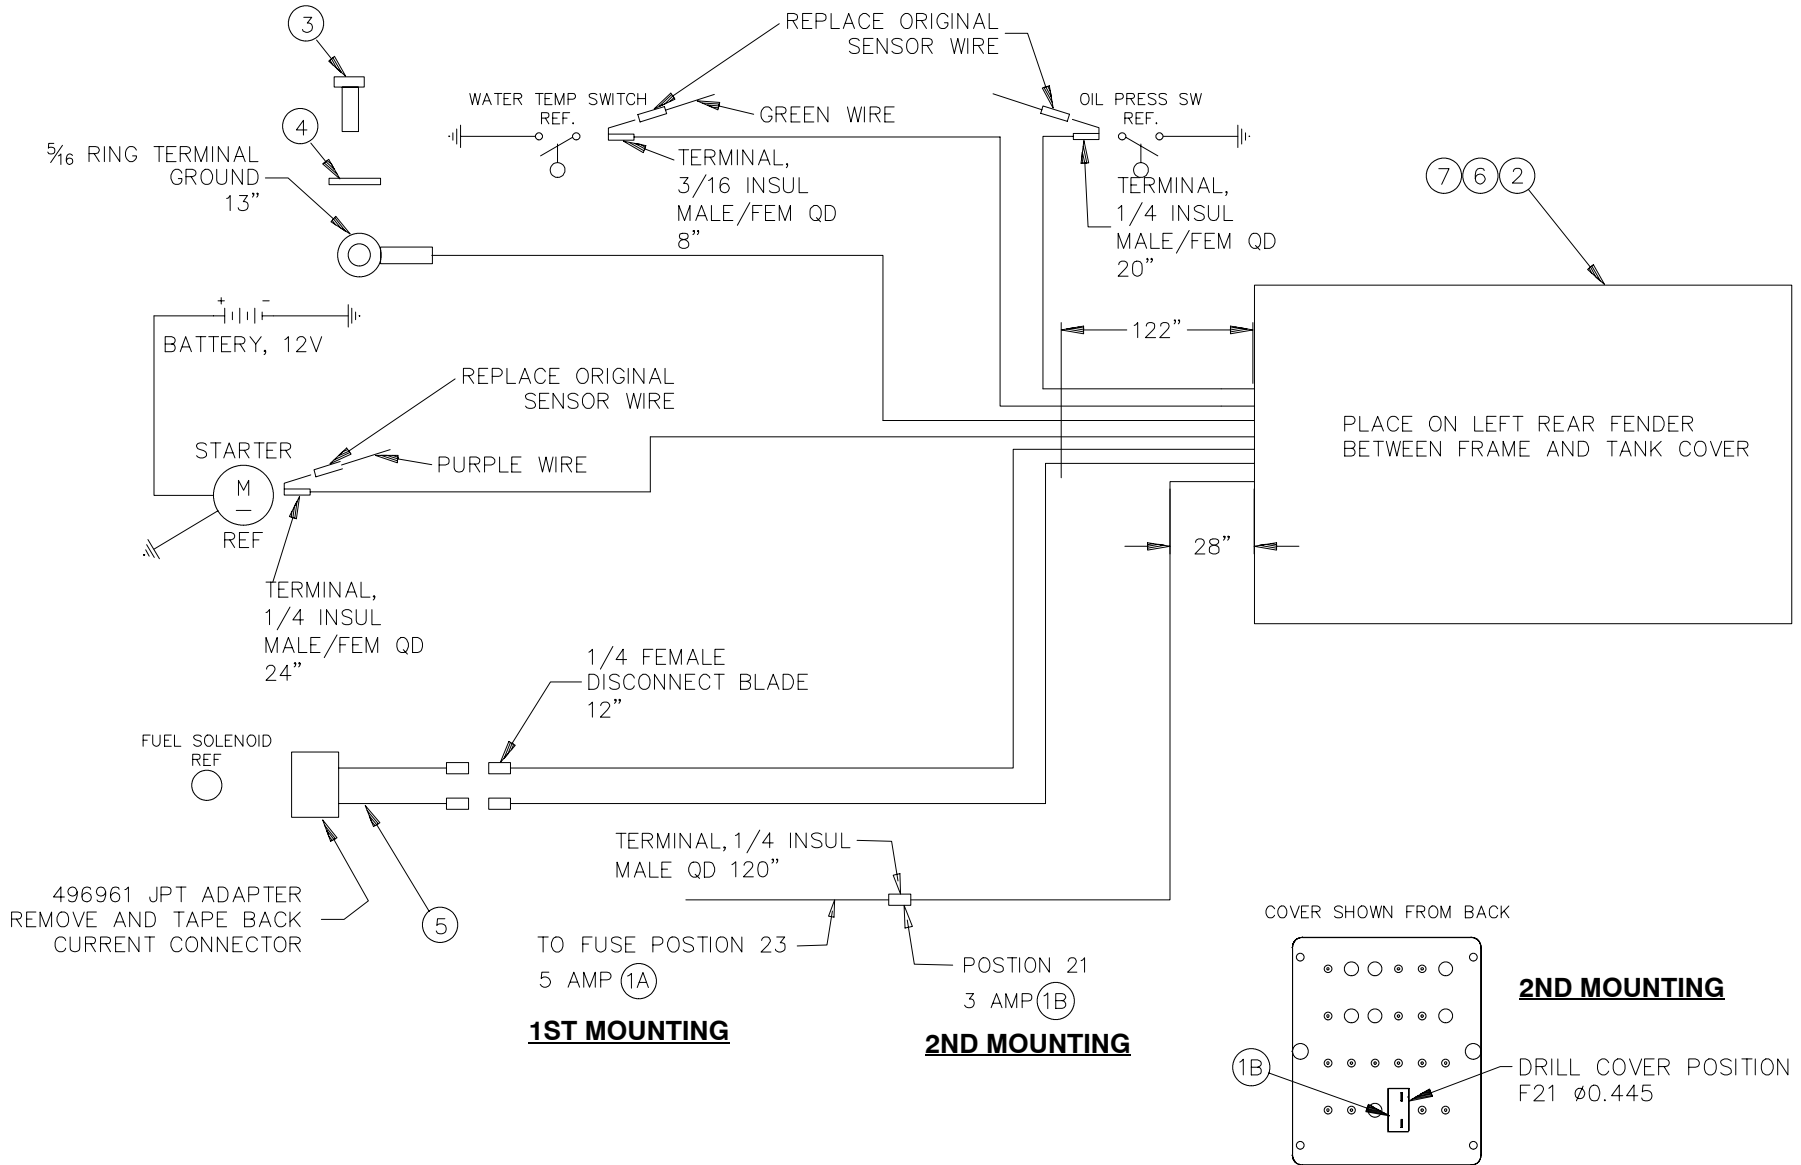 3
REPLACE ORIGINAL
SENSOR WIRE
WATER TEMP SWITCH
REF.
GREEN WIRE
OIL PRESS SW
REF.
4
5/16 RING TERMINAL
GROUND
13”
TERMINAL,
3/16 INSUL
MALE/FEM QD
8”
TERMINAL,
1/4 INSUL
MALE/FEM QD
20”
7 6 2
+ −
BATTERY, 12V
122”
REPLACE ORIGINAL
SENSOR WIRE
PLACE ON LEFT REAR FENDER
BETWEEN FRAME AND TANK COVER
STARTER
PURPLE WIRE
M
REF
28”
TERMINAL,
1/4 INSUL
MALE/FEM QD
24”
1/4 FEMALE
DISCONNECT BLADE
12”
FUEL SOLENOID
REF
TERMINAL, 1/4 INSUL
MALE QD 120”
496961 JPT ADAPTER
REMOVE AND TAPE BACK
CURRENT CONNECTOR
5
TO FUSE POSTION 23
5 AMP 1A
1ST MOUNTING
POSTION 21
3 AMP 1B
2ND MOUNTING
COVER SHOWN FROM BACK
2ND MOUNTING
1B
DRILL COVER POSITION
F21 ø0.445